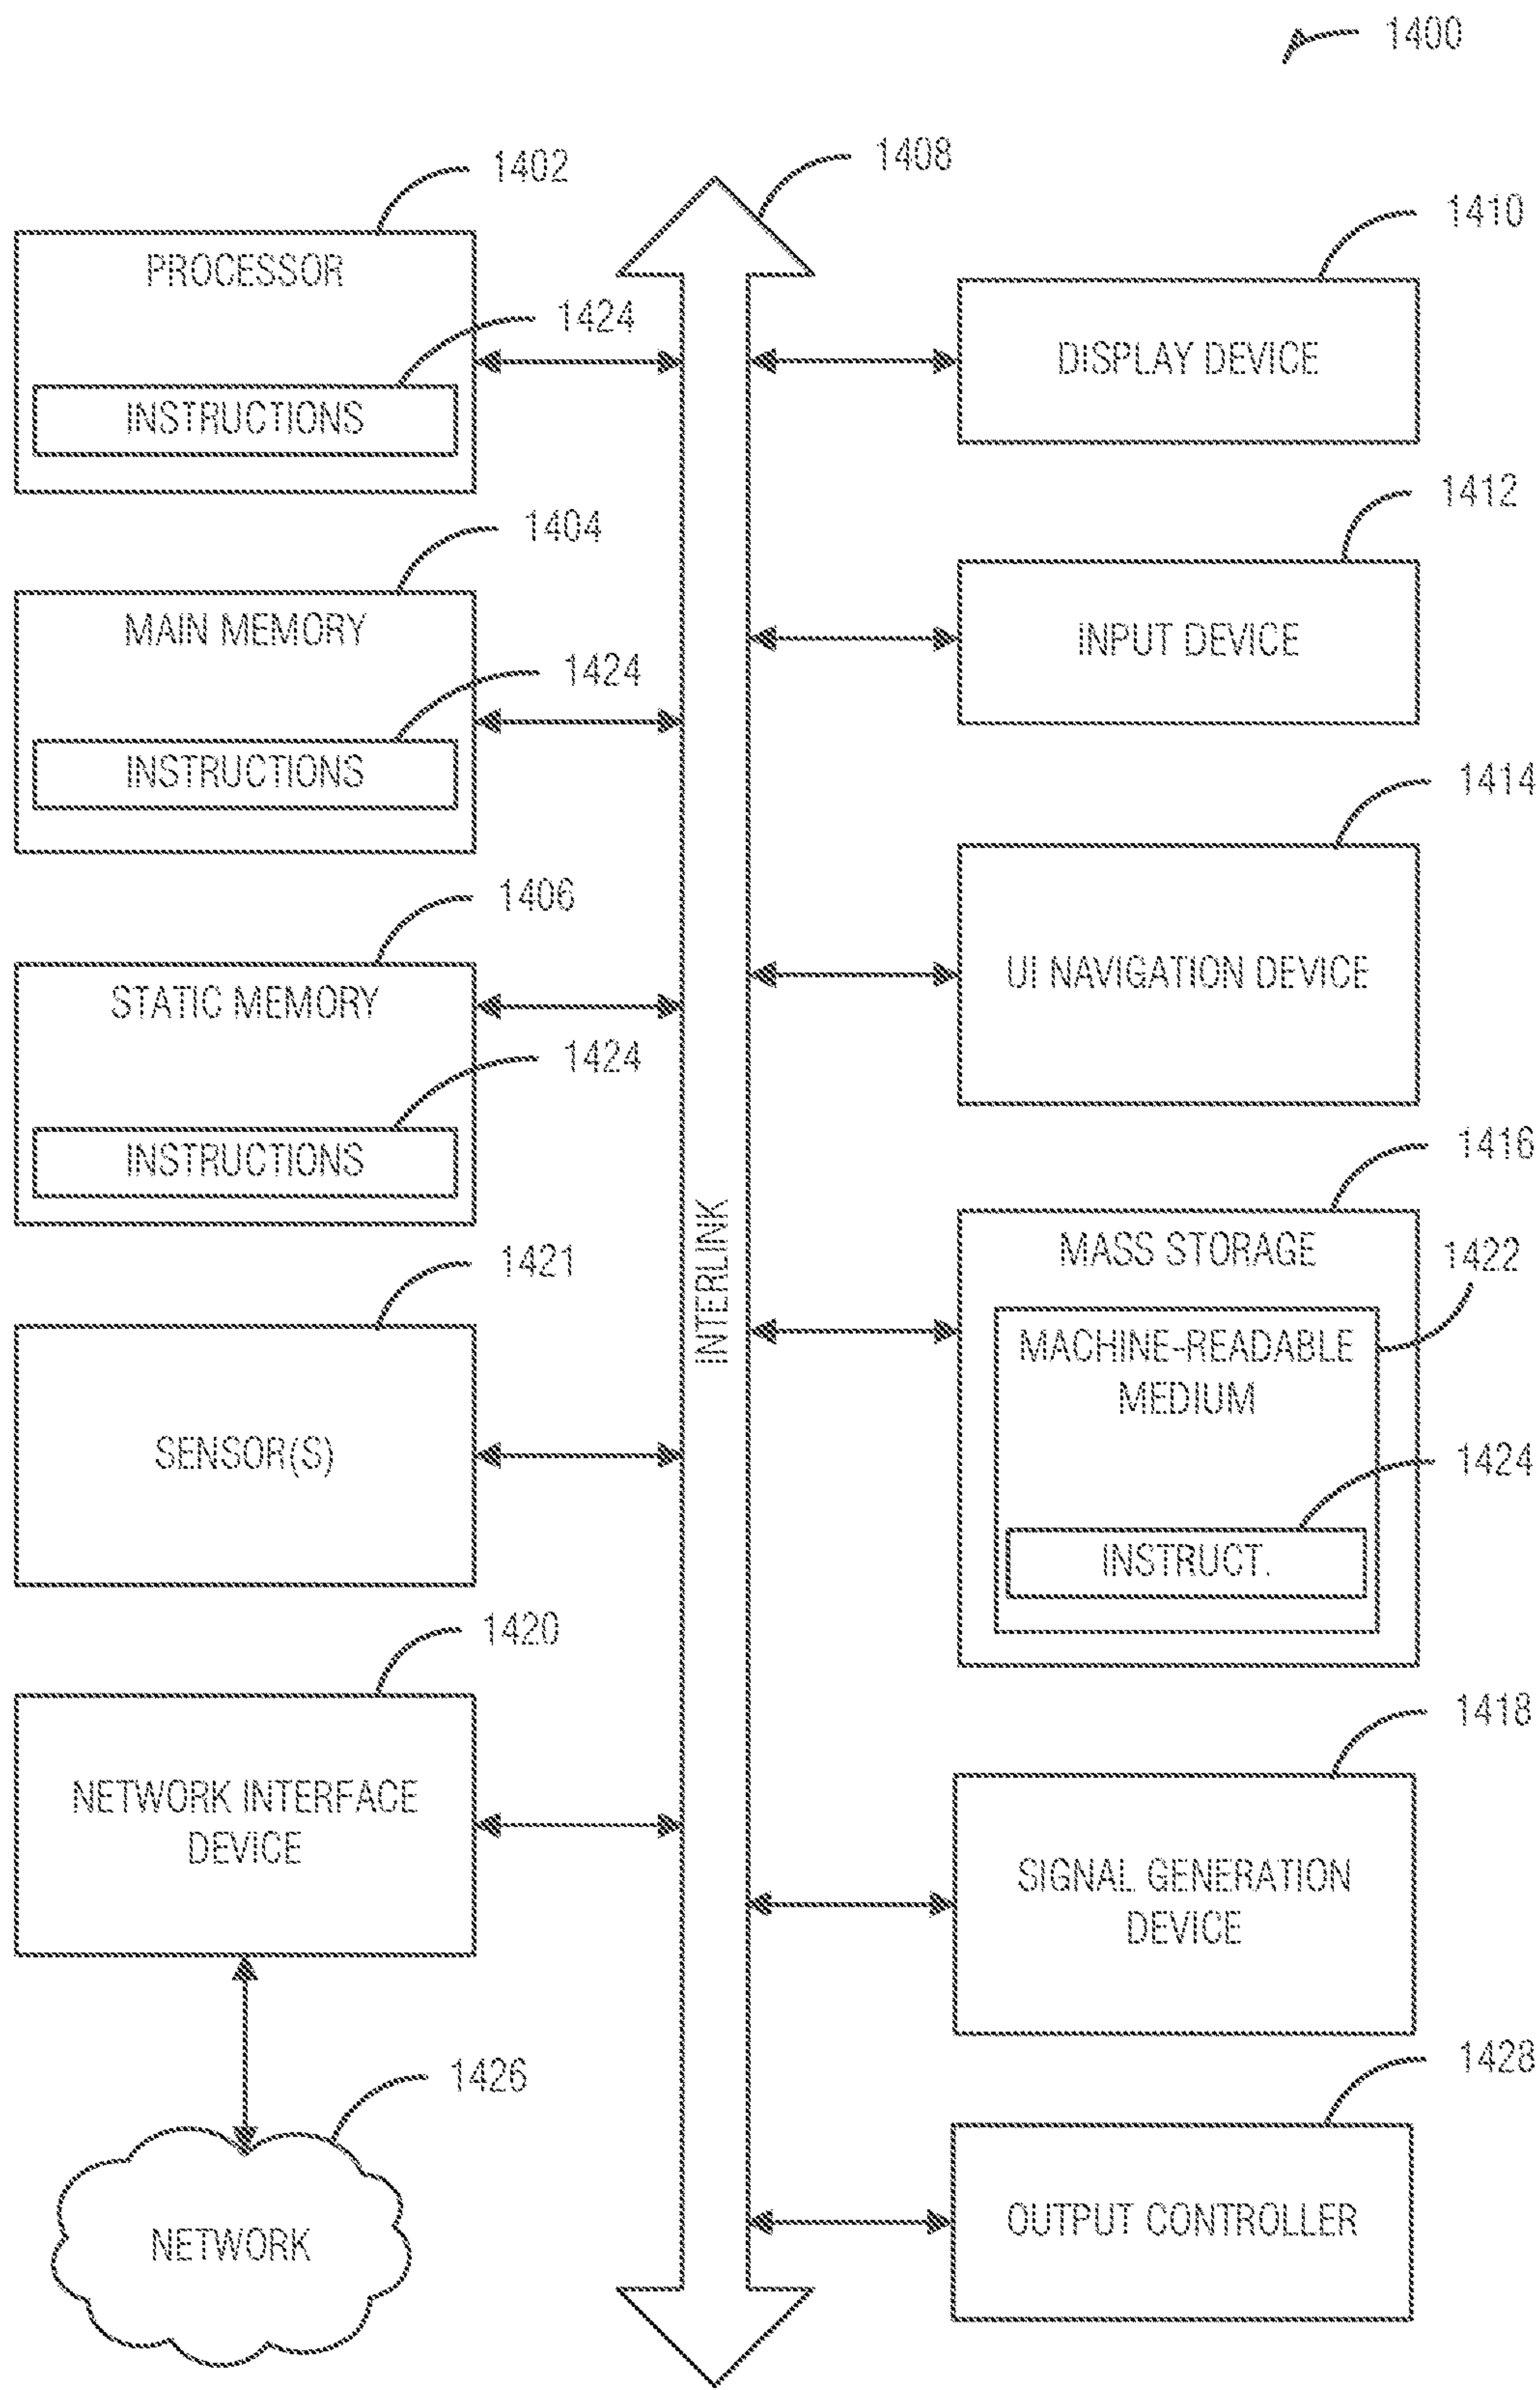 1400
1402
PROCESSOR
1424
INSTRUCTIONS
1404
MAIN MEMORY
1424
INSTRUCTIONS
1406
STATIC MEMORY
1424
INSTRUCTIONS
1421
SENSOR(S)
1420
NETWORK INTERFACE
DEVICE
1426
NETWORK
1408
INTERLINK
1410
DISPLAY DEVICE
1412
INPUT DEVICE
1414
UI NAVIGATION DEVICE
1416
MASS STORAGE
1422
MACHINE-READABLE
MEDIUM
1424
INSTRUCT.
1418
SIGNAL GENERATION
DEVICE
1428
OUTPUT CONTROLLER